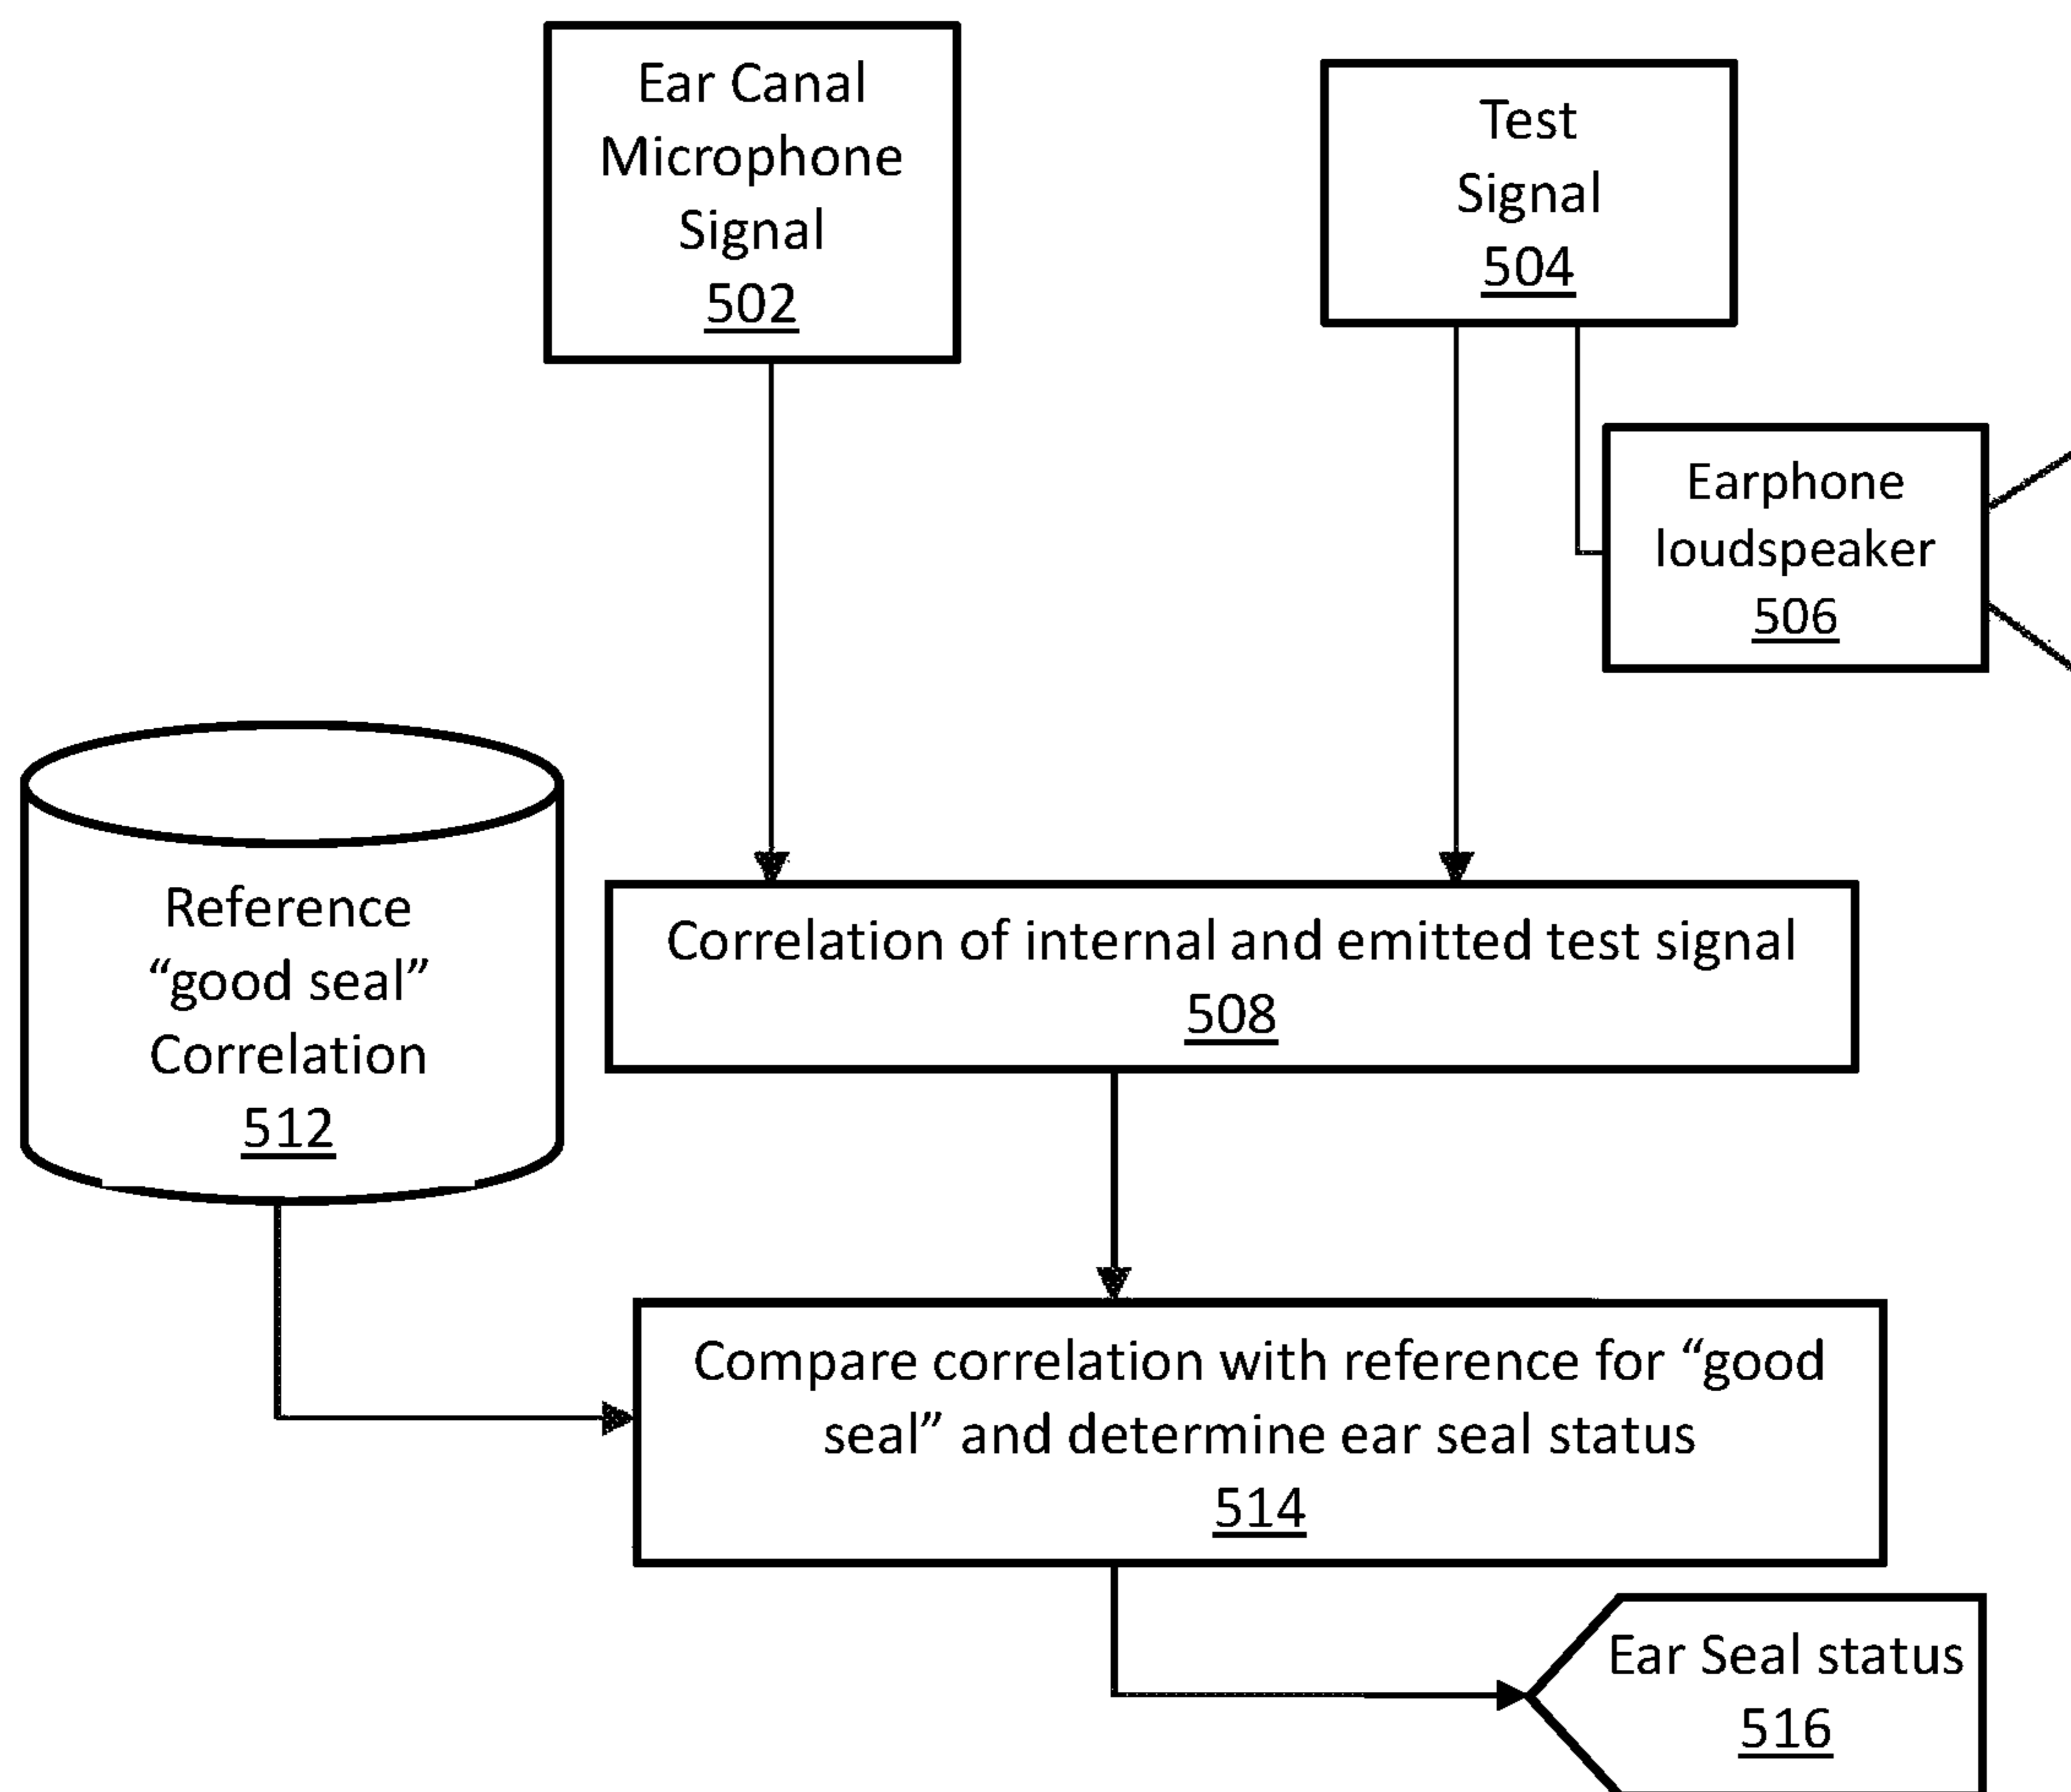 Ear Canal
Microphone
Signal
502
Test
Signal
504
Earphone
loudspeaker
506
Reference
“good seal”
Correlation
512
Correlation of internal and emitted test signal
508
Compare correlation with reference for “good
seal” and determine ear seal status
514
Ear Seal status
516